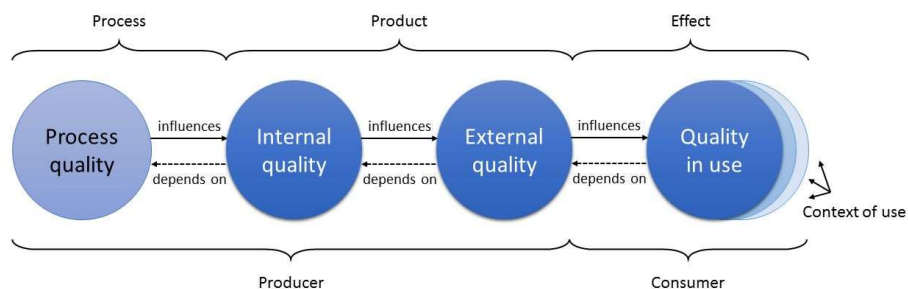 Process
Product
Effect
Process
quality
influences
depends on
Internal
quality
influences
depends on
External
quality
influences
depends on
Quality
in use
Context of use
Producer
Consumer